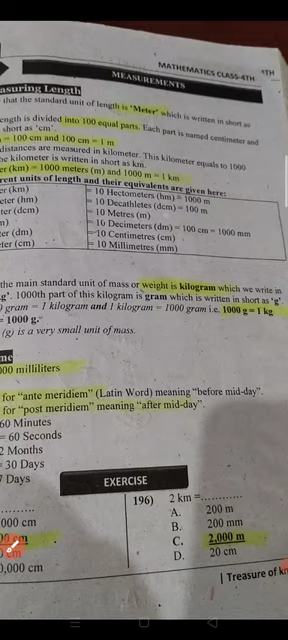 MATHEMATICS CLASS-4TH
4TH
MEASUREMENTS
asuring Length
that the standard unit of length is 'Meter' which is written in short as
ength is divided into 100 equal parts. Each part is named centimeter and
short as 'cm'.
= 100 cm and 100 cm = 1 m
distances are measured in kilometer. This kilometer equals to 1000
he kilometer is written in short as km.
er (km) = 1000 meters (m) and 1000 m = 1 km
rent units of length and their equivalents are given here:
er (km) = 10 Hectometers (hm) = 1000 m
eter (hm) = 10 Decathletes (dcm) = 100 m
ter (dcm) = 10 Metres (m)
m) = 10 Decimeters (dm) = 100 cm = 1000 mm
ter (dm) = 10 Centimetres (cm)
eter (cm) = 10 Millimetres (mm)
the main standard unit of mass or weight is kilogram which we write in
g'. 1000th part of this kilogram is gram which is written in short as 'g'.
) gram = 1 kilogram and 1 kilogram = 1000 gram i.e. 1000 g = 1 kg
= 1000 g.
(g) is a very small unit of mass.
me
000 milliliters
for "ante meridiem" (Latin Word) meaning "before mid-day".
for "post meridiem" meaning "after mid-day".
60 Minutes
= 60 Seconds
2 Months
= 30 Days
7 Days
EXERCISE
196) 2 km =............
A. 200 m
B. 200 mm
C. 2,000 m
D. 20 cm
.........
000 cm
00 cm
0 cm
0,000 cm
| Treasure of k